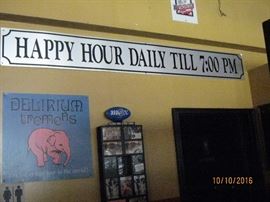 HAPPY HOUR DAILY TILL 7:00 PM
DELIRIUM
tremens
10/10/2016